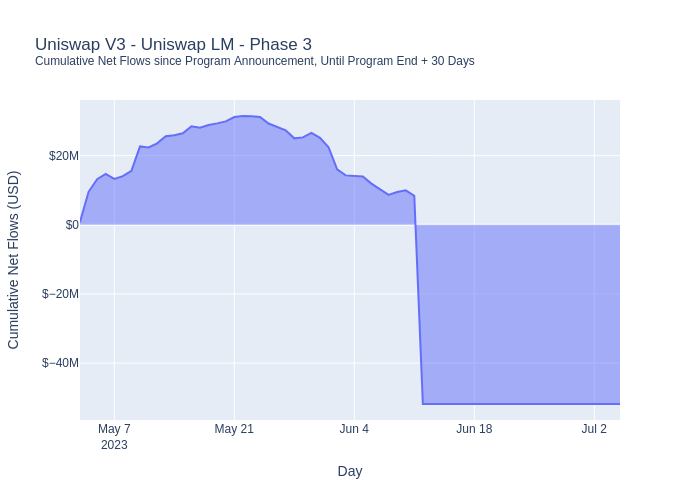 Uniswap V3 - Uniswap LM - Phase 3
Cumulative Net Flows since Program Announcement, Until Program End + 30 Days
Cumulative Net Flows (USD)
$20M
$0
$−20M
$−40M
May 7
2023
May 21
Jun 4
Jun 18
Jul 2
Day